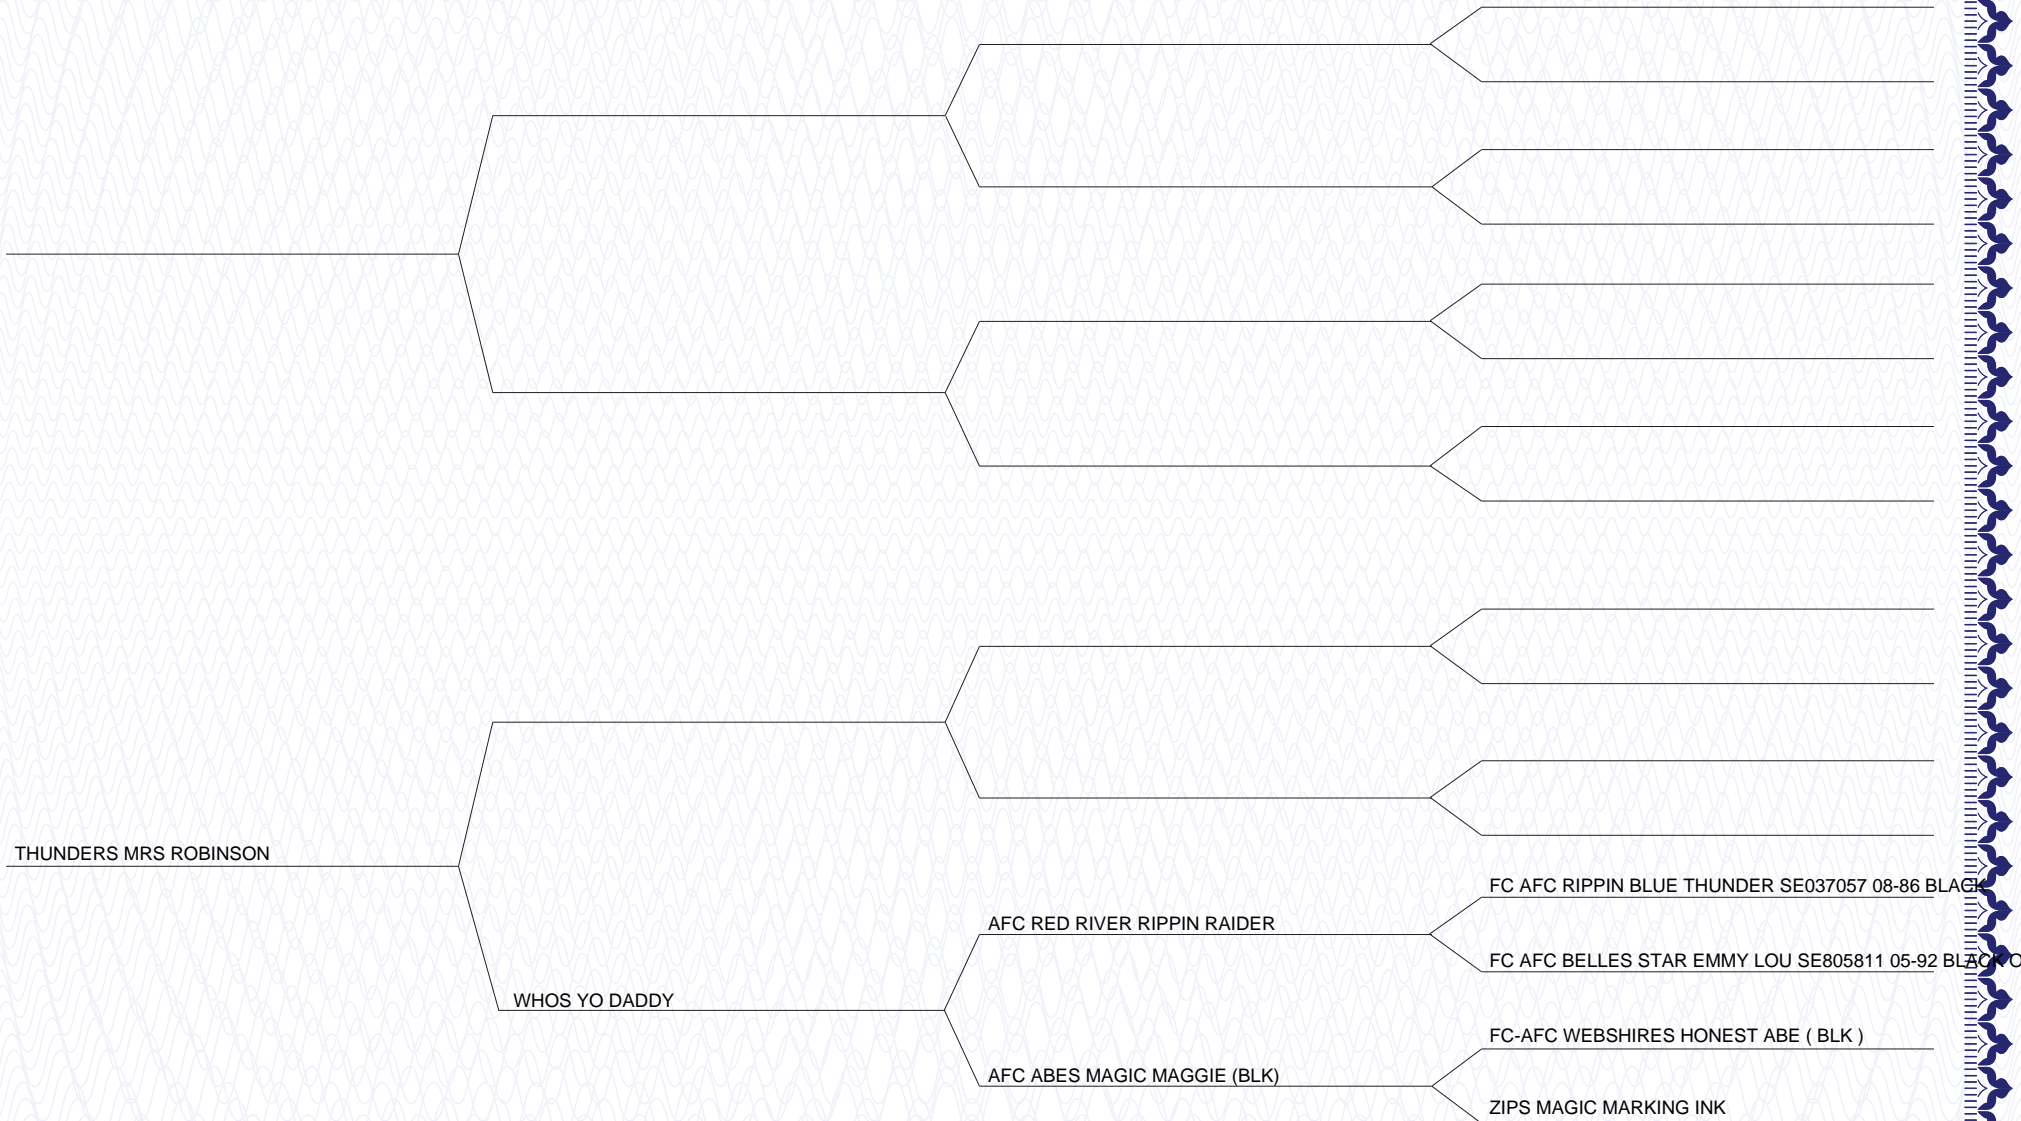 THUNDERS MRS ROBINSON
WHOS YO DADDY
AFC RED RIVER RIPPIN RAIDER
AFC ABES MAGIC MAGGIE (BLK)
FC AFC RIPPIN BLUE THUNDER SE037057 08-86 BLACK
FC AFC BELLES STAR EMMY LOU SE805811 05-92 BLACK O
FC-AFC WEBSHIRES HONEST ABE ( BLK )
ZIPS MAGIC MARKING INK